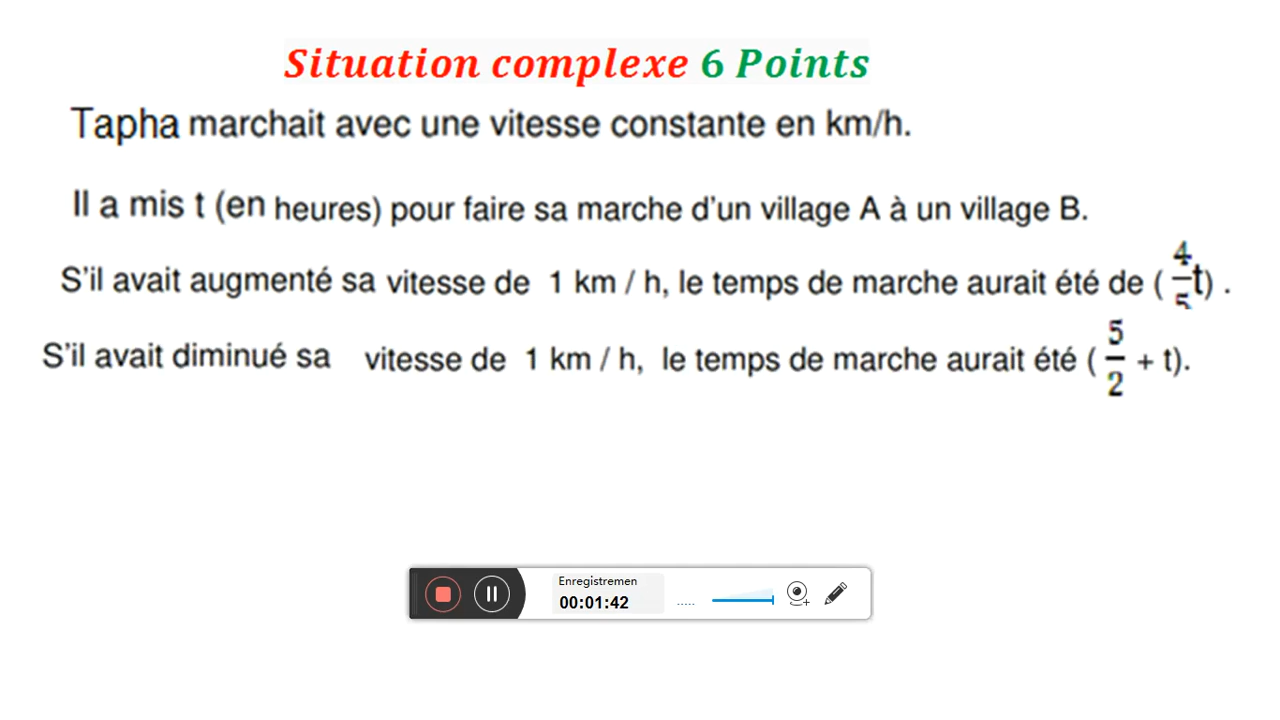 Situation complexe 6 Points
Tapha marchait avec une vitesse constante en km/h.
Il a mis t (en heures) pour faire sa marche d'un village A à un village B.
S'il avait augmenté sa vitesse de 1 km / h, le temps de marche aurait été de ( 4/5 t) .
S'il avait diminué sa vitesse de 1 km / h, le temps de marche aurait été ( 5/2 + t).
Enregistremen
00:01:42